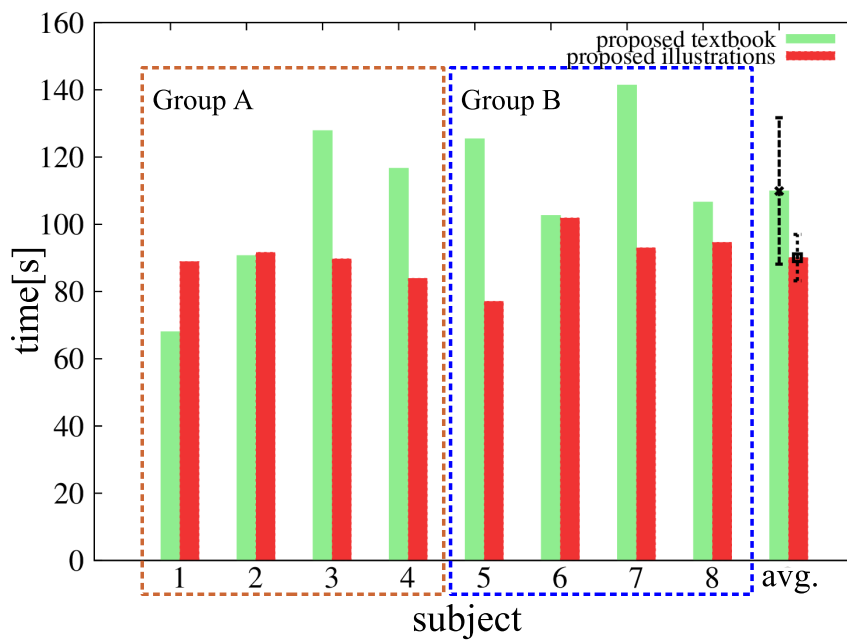 160
140
120
100
80
60
40
20
0
time[s]
proposed textbook
proposed illustrations
Group A
Group B
1 2 3 4 5 6 7 8 avg.
subject